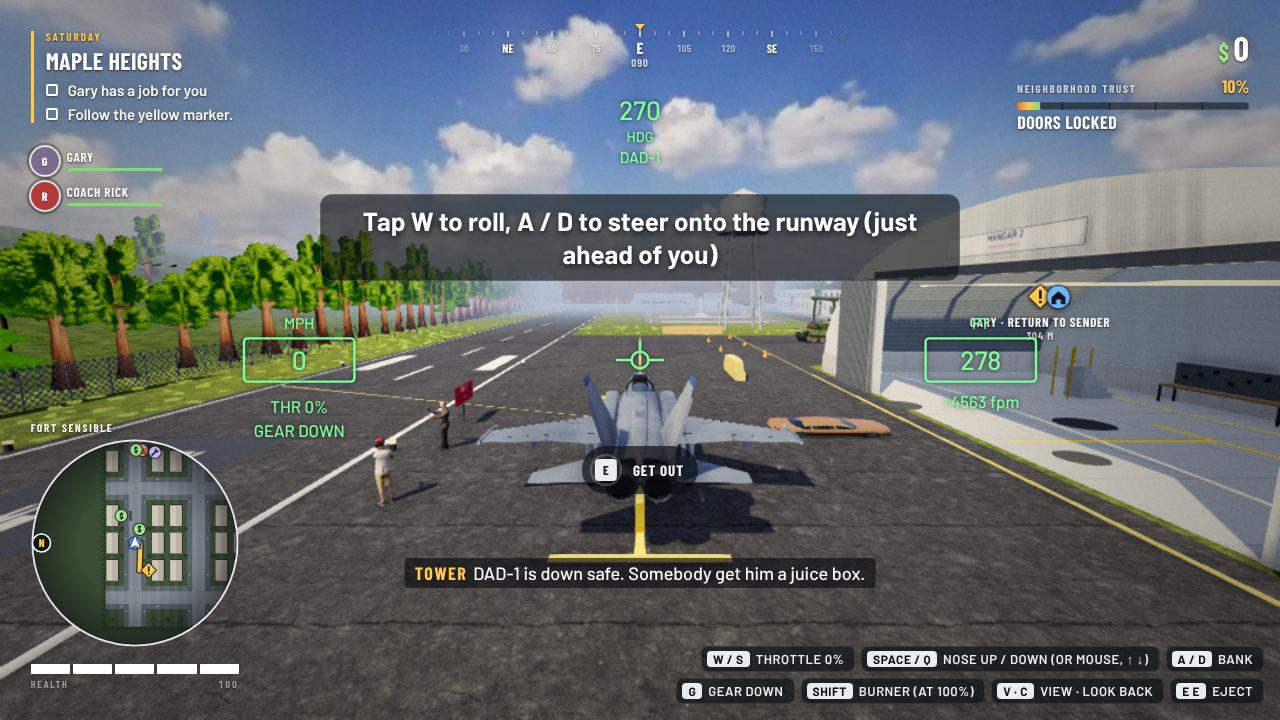 SATURDAY
MAPLE HEIGHTS
Gary has a job for you
Follow the yellow marker.
G GARY
R COACH RICK
30 NE 60 75 E 105 120 SE 150
090
270
HDG
DAD-1
$0
NEIGHBORHOOD TRUST 10%
DOORS LOCKED
Tap W to roll, A / D to steer onto the runway (just
ahead of you)
HANGAR 2
GARY · RETURN TO SENDER
304 M
MPH
0
THR 0%
GEAR DOWN
278
4563 fpm
E GET OUT
FORT SENSIBLE
N
TOWER DAD-1 is down safe. Somebody get him a juice box.
HEALTH 100
W / S THROTTLE 0%
SPACE / Q NOSE UP / DOWN (OR MOUSE, ↑ ↓)
A / D BANK
G GEAR DOWN
SHIFT BURNER (AT 100%)
V · C VIEW · LOOK BACK
E E EJECT